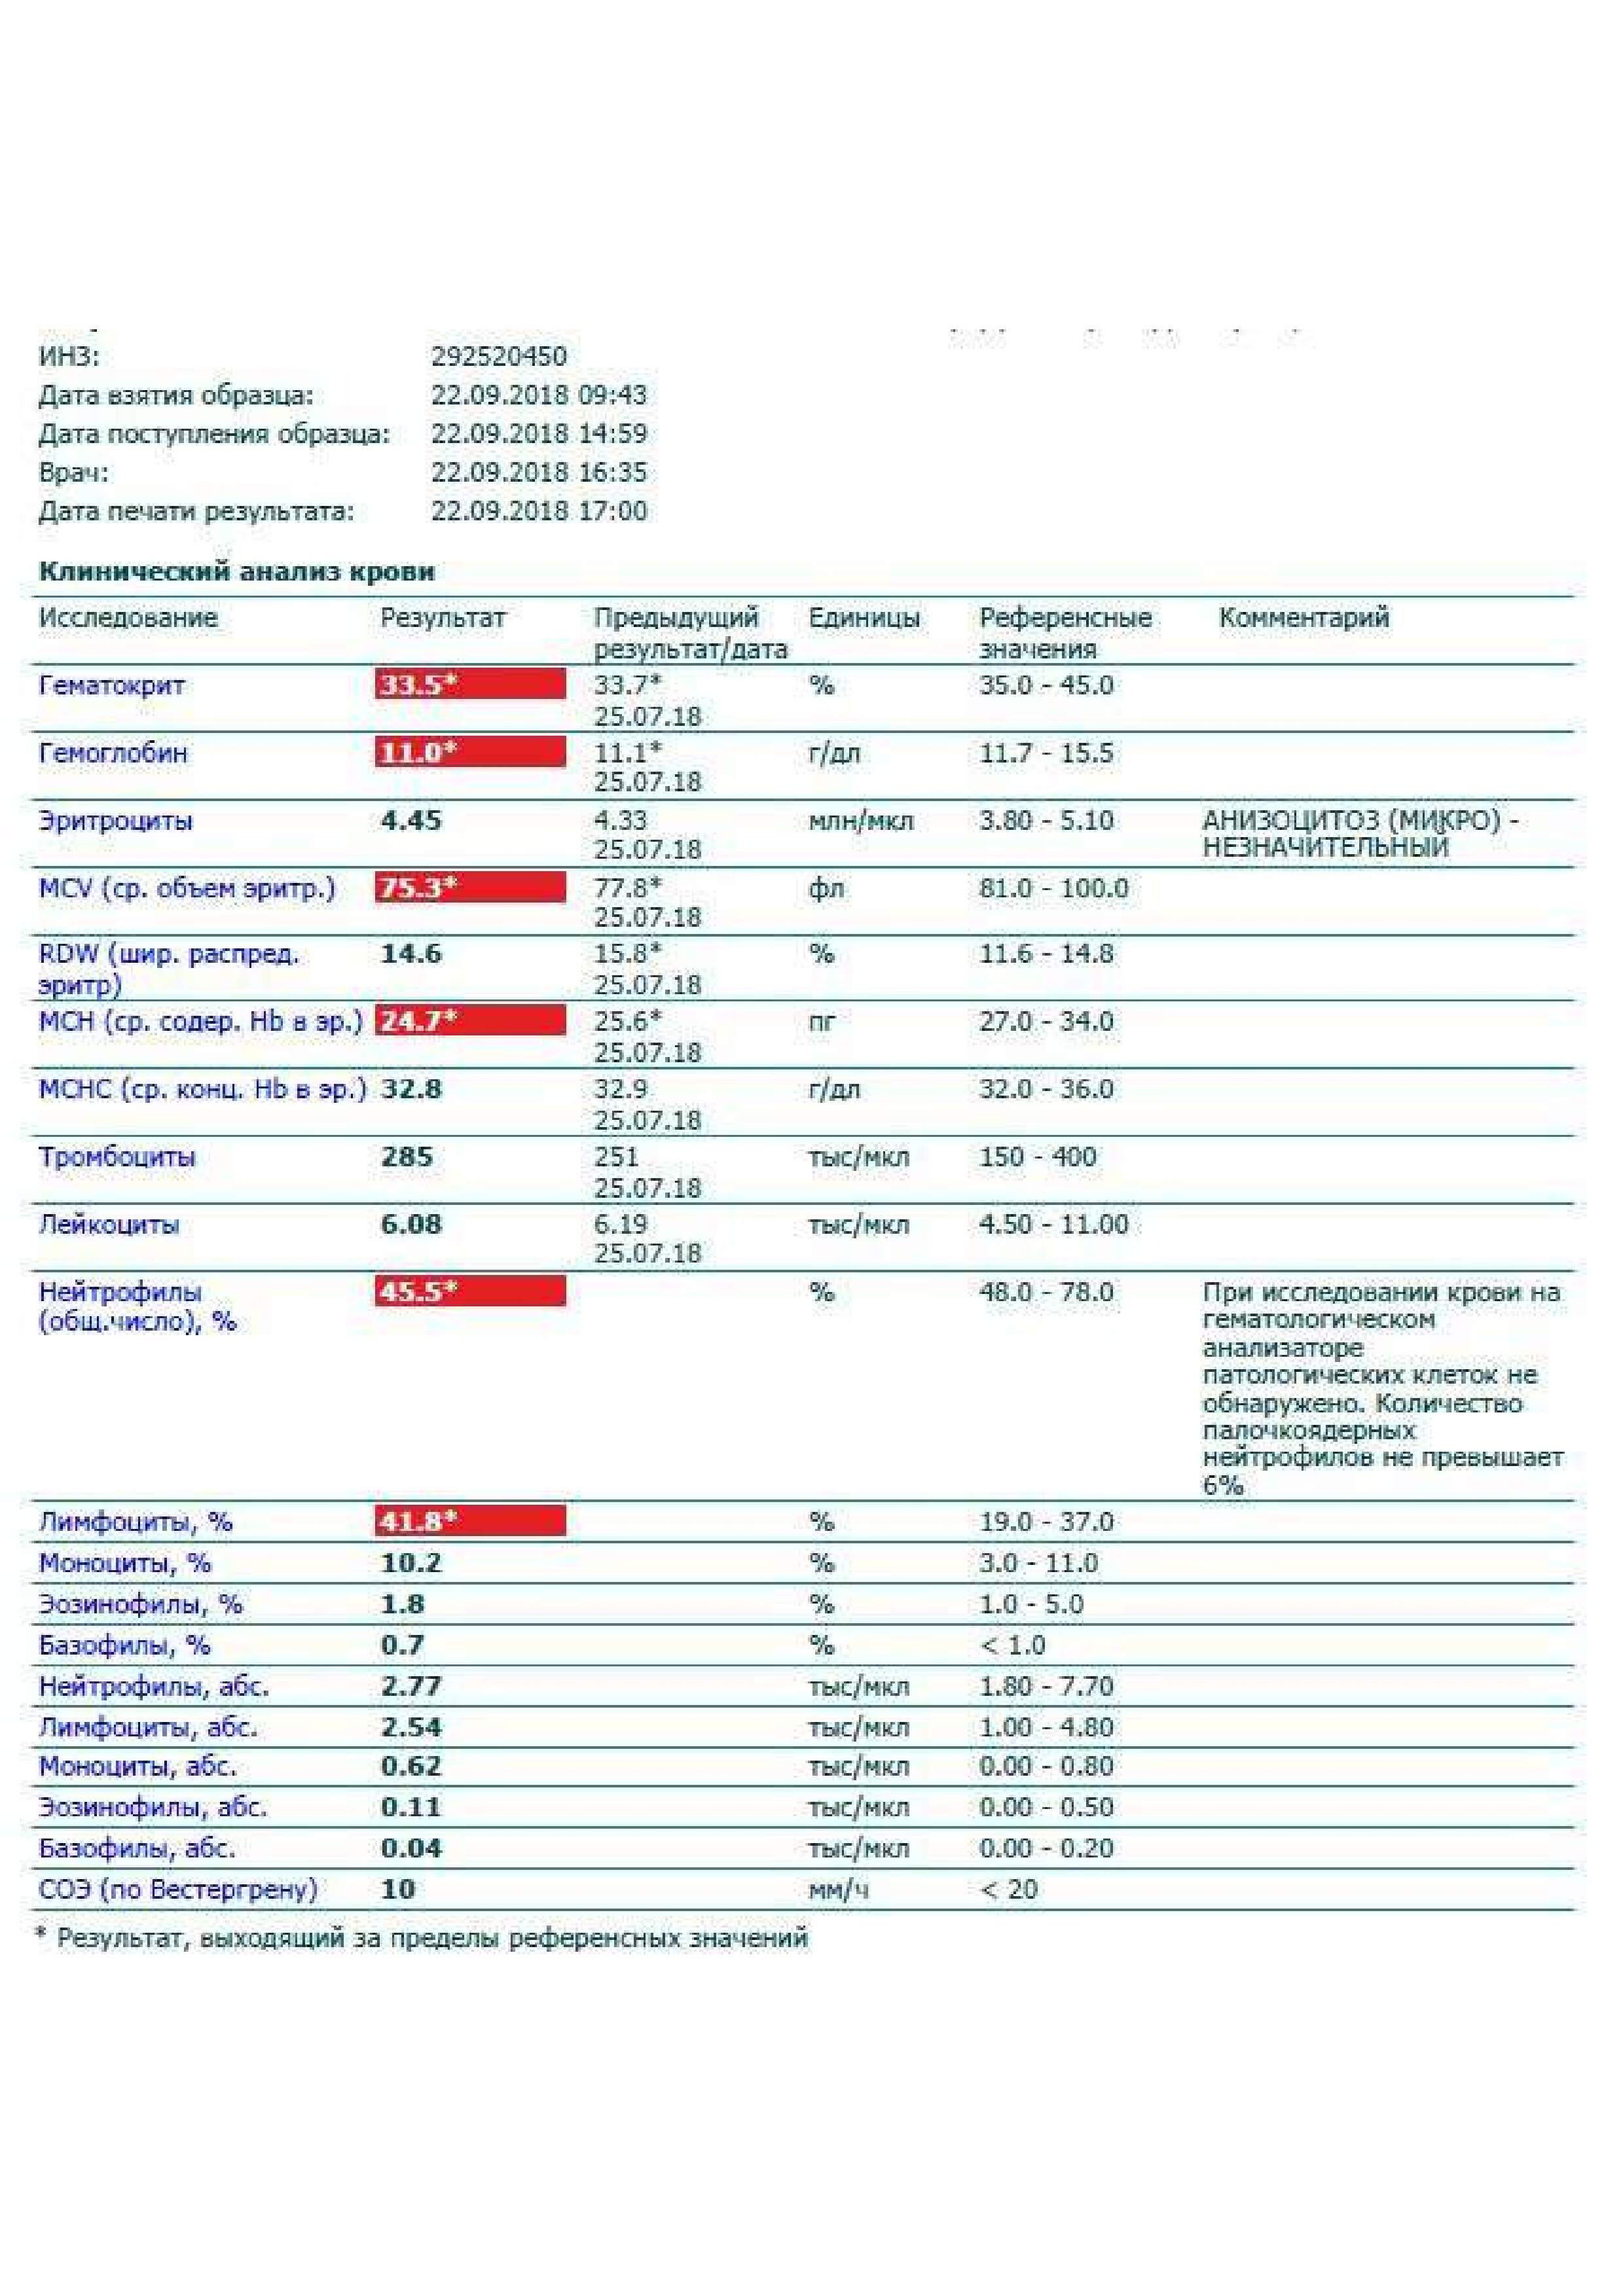 ИНЗ: 292520450
Дата взятия образца: 22.09.2018 09:43
Дата поступления образца: 22.09.2018 14:59
Врач: 22.09.2018 16:35
Дата печати результата: 22.09.2018 17:00
Клинический анализ крови
Исследование Результат Предыдущий Единицы Референсные Комментарий
результат/дата значения
Гематокрит 33.5* 33.7* % 35.0 - 45.0
25.07.18
Гемоглобин 11.0* 11.1* г/дл 11.7 - 15.5
25.07.18
Эритроциты 4.45 4.33 млн/мкл 3.80 - 5.10 АНИЗОЦИТОЗ (МИКРО) -
25.07.18 НЕЗНАЧИТЕЛЬНЫЙ
MCV (ср. объем эритр.) 75.3* 77.8* фл 81.0 - 100.0
25.07.18
RDW (шир. распред. 14.6 15.8* % 11.6 - 14.8
эритр) 25.07.18
MCH (ср. содер. Hb в эр.) 24.7* 25.6* пг 27.0 - 34.0
25.07.18
MCHC (ср. конц. Hb в эр.) 32.8 32.9 г/дл 32.0 - 36.0
25.07.18
Тромбоциты 285 251 тыс/мкл 150 - 400
25.07.18
Лейкоциты 6.08 6.19 тыс/мкл 4.50 - 11.00
25.07.18
Нейтрофилы 45.5* % 48.0 - 78.0 При исследовании крови на
(общ.число), % гематологическом
анализаторе
патологических клеток не
обнаружено. Количество
палочкоядерных
нейтрофилов не превышает
6%
Лимфоциты, % 41.8* % 19.0 - 37.0
Моноциты, % 10.2 % 3.0 - 11.0
Эозинофилы, % 1.8 % 1.0 - 5.0
Базофилы, % 0.7 % < 1.0
Нейтрофилы, абс. 2.77 тыс/мкл 1.80 - 7.70
Лимфоциты, абс. 2.54 тыс/мкл 1.00 - 4.80
Моноциты, абс. 0.62 тыс/мкл 0.00 - 0.80
Эозинофилы, абс. 0.11 тыс/мкл 0.00 - 0.50
Базофилы, абс. 0.04 тыс/мкл 0.00 - 0.20
СОЭ (по Вестергрену) 10 мм/ч < 20
* Результат, выходящий за пределы референсных значений